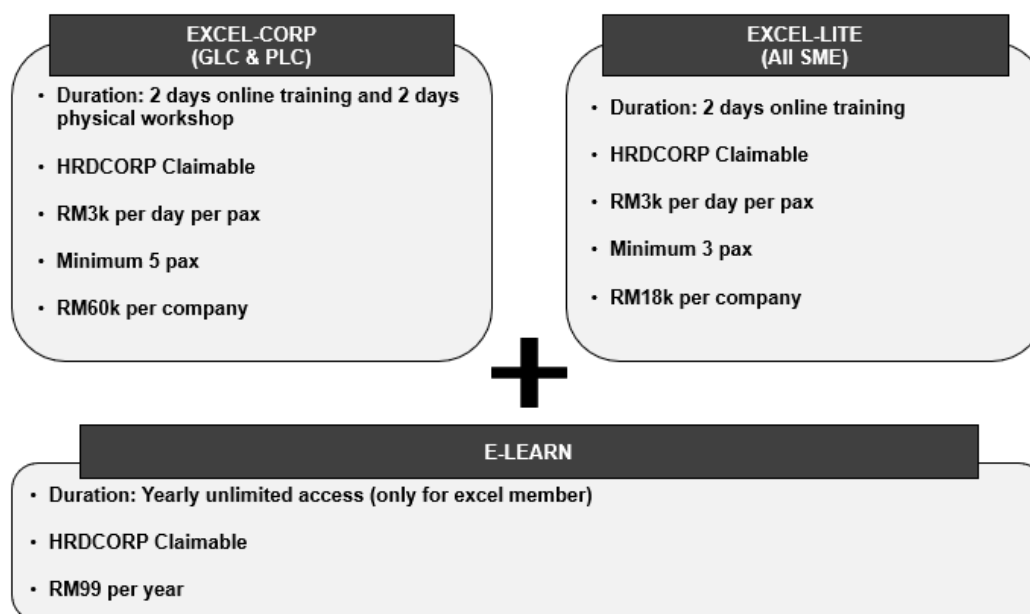 EXCEL-CORP
(GLC & PLC)
• Duration: 2 days online training and 2 days
physical workshop
• HRDCORP Claimable
• RM3k per day per pax
• Minimum 5 pax
• RM60k per company
EXCEL-LITE
(All SME)
• Duration: 2 days online training
• HRDCORP Claimable
• RM3k per day per pax
• Minimum 3 pax
• RM18k per company
E-LEARN
• Duration: Yearly unlimited access (only for excel member)
• HRDCORP Claimable
• RM99 per year